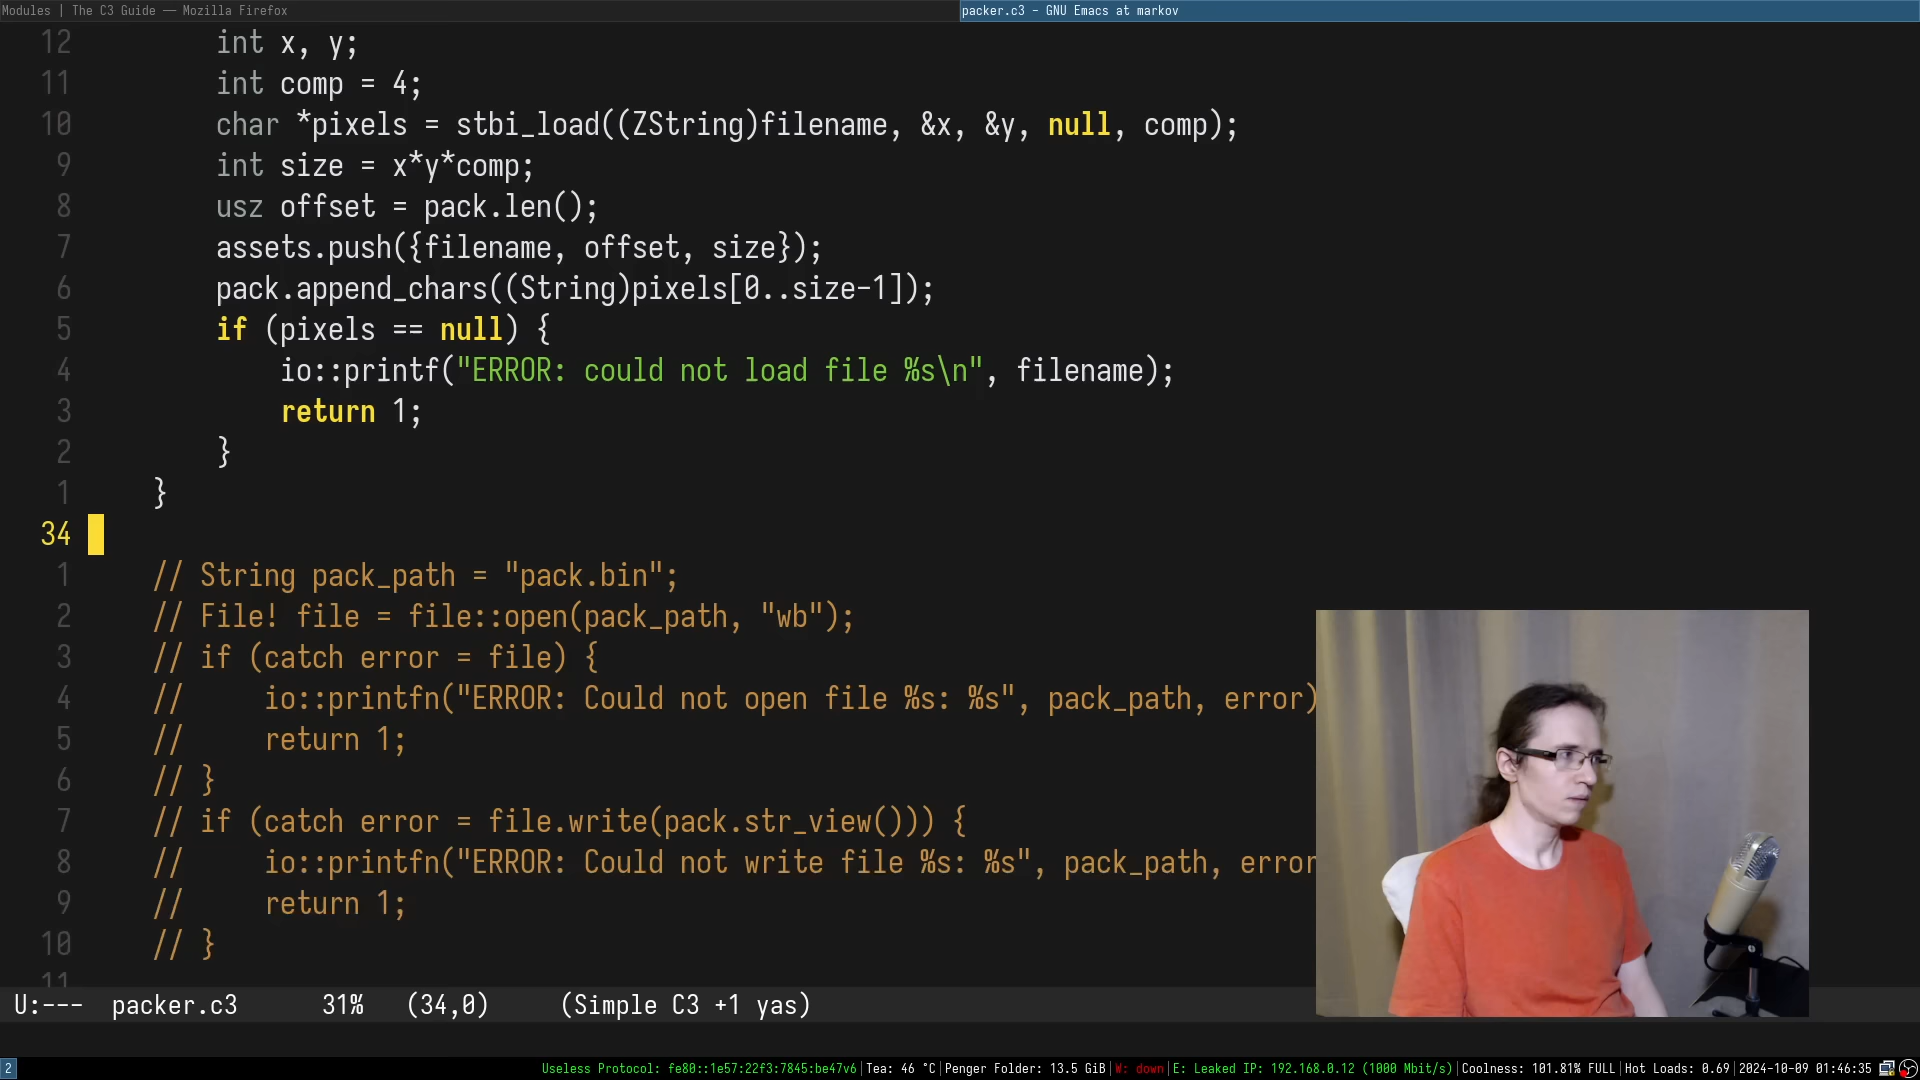 Modules | The C3 Guide — Mozilla Firefox
packer.c3 - GNU Emacs at markov
12 int x, y;
11 int comp = 4;
10 char *pixels = stbi_load((ZString)filename, &x, &y, null, comp);
9 int size = x*y*comp;
8 usz offset = pack.len();
7 assets.push({filename, offset, size});
6 pack.append_chars((String)pixels[0..size-1]);
5 if (pixels == null) {
4 io::printf("ERROR: could not load file %s\n", filename);
3 return 1;
2 }
1 }
34
1 // String pack_path = "pack.bin";
2 // File! file = file::open(pack_path, "wb");
3 // if (catch error = file) {
4 // io::printfn("ERROR: Could not open file %s: %s", pack_path, error)
5 // return 1;
6 // }
7 // if (catch error = file.write(pack.str_view())) {
8 // io::printfn("ERROR: Could not write file %s: %s", pack_path, error
9 // return 1;
10 // }
11
U:--- packer.c3 31% (34,0) (Simple C3 +1 yas)
2 Useless Protocol: fe80::1e57:22f3:7845:be47v6|Tea: 46 °C|Penger Folder: 13.5 GiB|W: down|E: Leaked IP: 192.168.0.12 (1000 Mbit/s)|Coolness: 101.81% FULL|Hot Loads: 0.69|2024-10-09 01:46:35